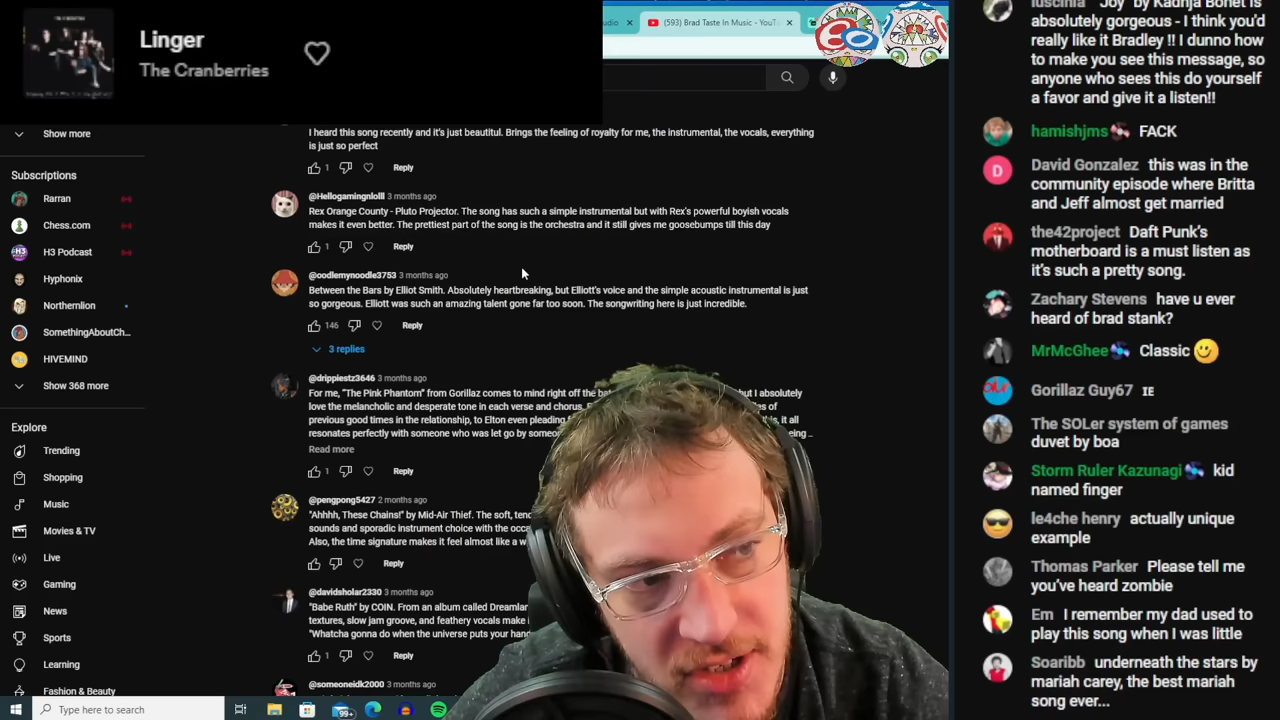 Linger
The Cranberries
(593) Brad Taste In Music - YouTu
Show more
Subscriptions
Rarran
Chess.com
H3 Podcast
Hyphonix
Northernlion
SomethingAboutCh...
HIVEMIND
Show 368 more
Explore
Trending
Shopping
Music
Movies & TV
Live
Gaming
News
Sports
Learning
Fashion & Beauty
I heard this song recently and it's just beautiful. Brings the feeling of royalty for me, the instrumental, the vocals, everything
is just so perfect
1 Reply
@Hellogamingnlolll 3 months ago
Rex Orange County - Pluto Projector. The song has such a simple instrumental but with Rex's powerful boyish vocals
makes it even better. The prettiest part of the song is the orchestra and it still gives me goosebumps till this day
1 Reply
@oodlemynoodle3753 3 months ago
Between the Bars by Elliot Smith. Absolutely heartbreaking, but Elliott's voice and the simple acoustic instrumental is just
so gorgeous. Elliott was such an amazing talent gone far too soon. The songwriting here is just incredible.
146 Reply
3 replies
@drippiestz3646 3 months ago
For me, "The Pink Phantom" from Gorillaz comes to mind right off the bat but I absolutely
love the melancholic and desperate tone in each verse and chorus. of
previous good times in the relationship, to Elton even pleading it all
resonates perfectly with someone who was let go by
Read more
1 Reply
@pengpong5427 2 months ago
"Ahhhh, These Chains!" by Mid-Air Thief. The soft,
sounds and sporadic instrument choice with the
Also, the time signature makes it feel almost like a
Reply
@davidsholar2330 3 months ago
"Babe Ruth" by COIN. From an album called Dreamland
textures, slow jam groove, and feathery vocals make
"Whatcha gonna do when the universe puts your hand
1 Reply
@someoneidk2000 3 months ago
Type here to search
99+
luscinia "Joy" by Kadhja Bonet is
absolutely gorgeous - I think you'd
really like it Bradley !! I dunno how
to make you see this message, so
anyone who sees this do yourself
a favor and give it a listen!!
hamishjms FACK
David Gonzalez this was in the
community episode where Britta
and Jeff almost get married
the42project Daft Punk's
motherboard is a must listen as
it's such a pretty song.
Zachary Stevens have u ever
heard of brad stank?
MrMcGhee Classic
Gorillaz Guy67 IE
The SOLer system of games
duvet by boa
Storm Ruler Kazunagi kid
named finger
le4che henry actually unique
example
Thomas Parker Please tell me
you've heard zombie
Em I remember my dad used to
play this song when I was little
Soaribb underneath the stars by
mariah carey, the best mariah
song ever...